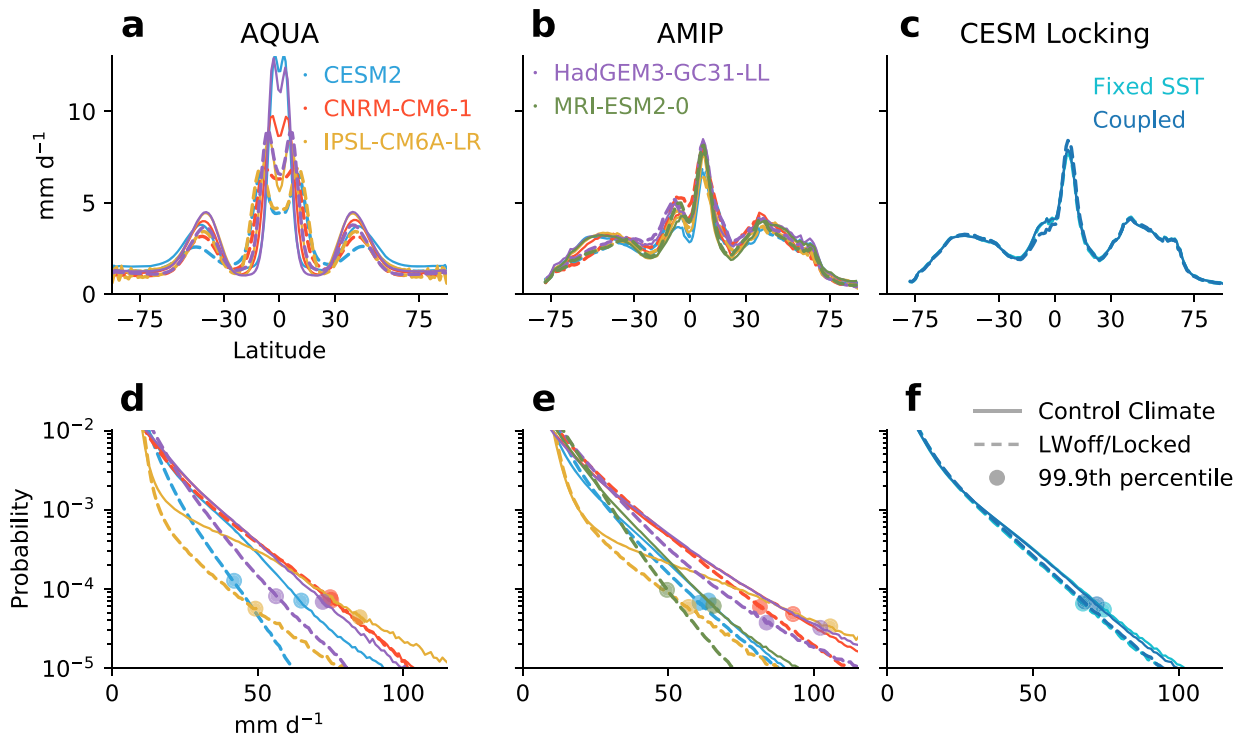 a
AQUA
b
AMIP
c
CESM Locking
CESM2
CNRM-CM6-1
IPSL-CM6A-LR
HadGEM3-GC31-LL
MRI-ESM2-0
Fixed SST
Coupled
mm d⁻¹
10
5
0
−75 −30 0 30 75
−75 −30 0 30 75
−75 −30 0 30 75
Latitude
d
e
f
Control Climate
LWoff/Locked
99.9th percentile
Probability
10⁻²
10⁻³
10⁻⁴
10⁻⁵
0 50 100
0 50 100
0 50 100
mm d⁻¹